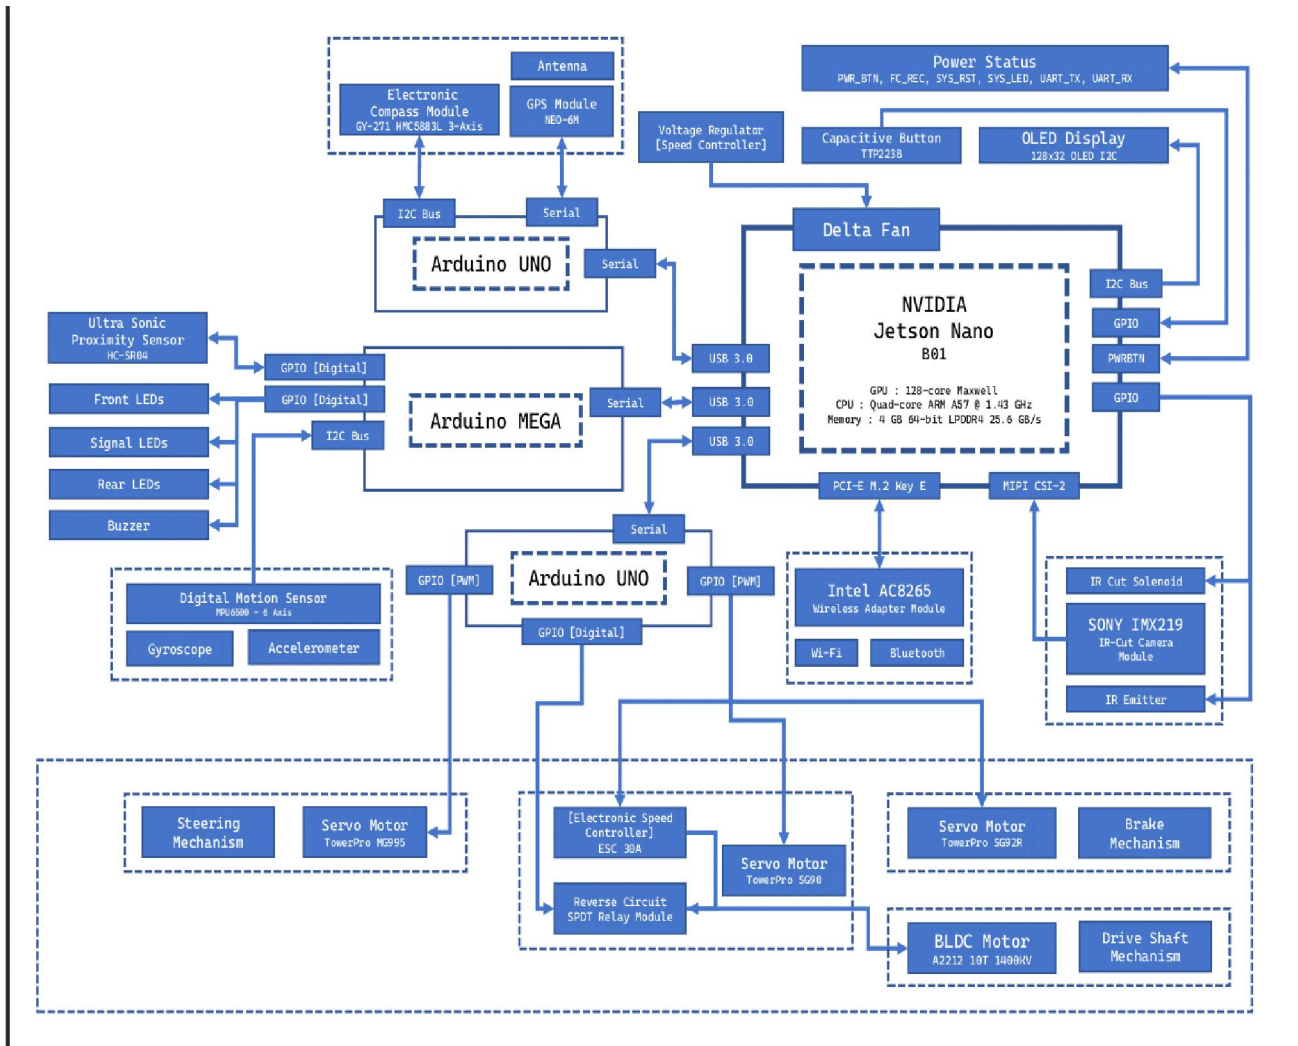 Antenna
Electronic
Compass Module
GY-271 HMC5883L 3-Axis
GPS Module
NEO-6M
Power Status
PWR_BTN, FC_REC, SYS_RST, SYS_LED, UART_TX, UART_RX
Voltage Regulator
[Speed Controller]
Capacitive Button
TTP223B
OLED Display
128x32 OLED I2C
I2C Bus
Serial
Arduino UNO
Serial
Delta Fan
NVIDIA
Jetson Nano
B01
GPU : 128-core Maxwell
CPU : Quad-core ARM A57 @ 1.43 GHz
Memory : 4 GB 64-bit LPDDR4 25.6 GB/s
I2C Bus
GPIO
PWRBTN
GPIO
USB 3.0
USB 3.0
USB 3.0
PCI-E M.2 Key E
MIPI CSI-2
Ultra Sonic
Proximity Sensor
HC-SR04
Front LEDs
Signal LEDs
Rear LEDs
Buzzer
GPIO [Digital]
GPIO [Digital]
I2C Bus
Arduino MEGA
Serial
Digital Motion Sensor
MPU6500 - 6 Axis
Gyroscope
Accelerometer
Serial
GPIO [PWM]
Arduino UNO
GPIO [PWM]
GPIO [Digital]
Intel AC8265
Wireless Adapter Module
Wi-Fi
Bluetooth
IR Cut Solenoid
SONY IMX219
IR-Cut Camera
Module
IR Emitter
Steering
Mechanism
Servo Motor
TowerPro MG995
[Electronic Speed
Controller]
ESC 30A
Servo Motor
TowerPro SG90
Reverse Circuit
SPDT Relay Module
Servo Motor
TowerPro SG92R
Brake
Mechanism
BLDC Motor
A2212 10T 1400KV
Drive Shaft
Mechanism